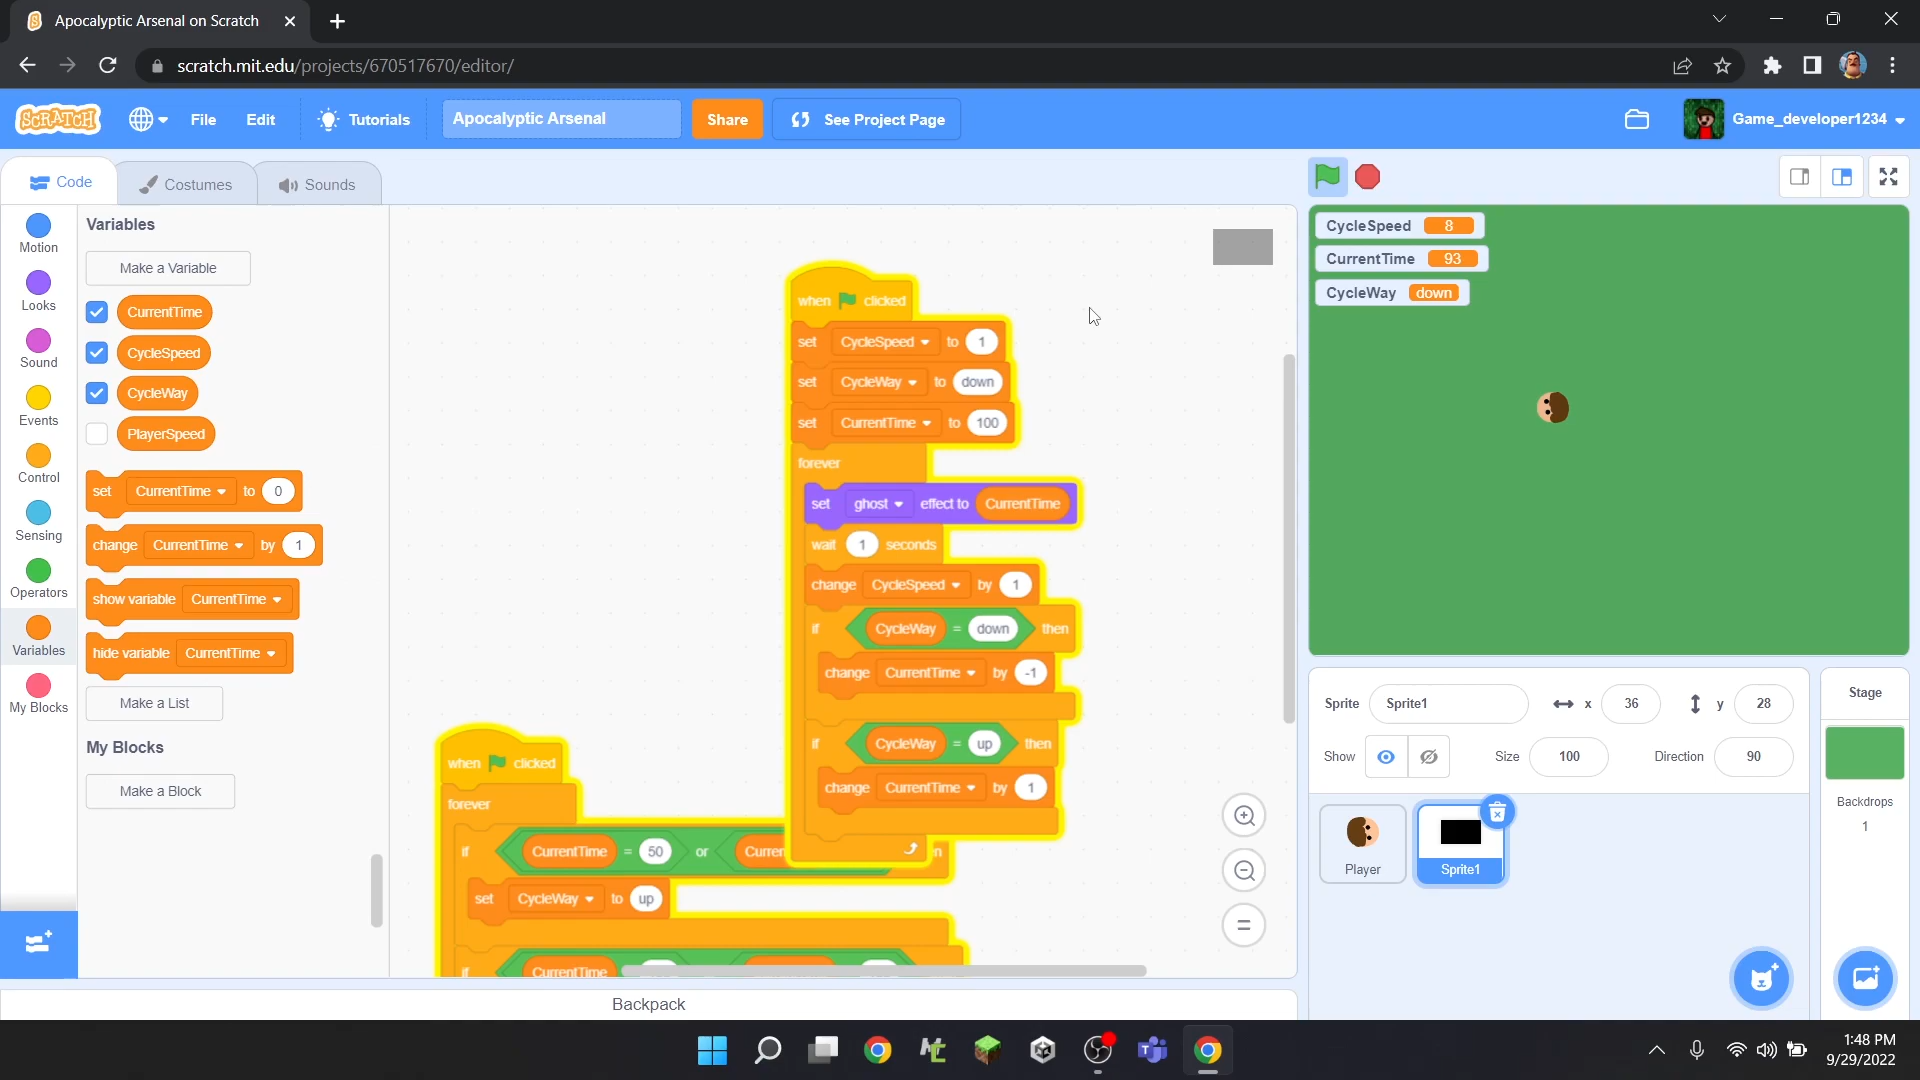 Apocalyptic Arsenal on Scratch
scratch.mit.edu/projects/670517670/editor/
SCRATCH
File
Edit
Tutorials
Apocalyptic Arsenal
Share
See Project Page
Game_developer1234
Code
Costumes
Sounds
Motion
Looks
Sound
Events
Control
Sensing
Operators
Variables
My Blocks
Variables
Make a Variable
CurrentTime
CycleSpeed
CycleWay
PlayerSpeed
set CurrentTime to 0
change CurrentTime by 1
show variable CurrentTime
hide variable CurrentTime
Make a List
My Blocks
Make a Block
when clicked
set CycleSpeed to 1
set CycleWay to down
set CurrentTime to 100
forever
set ghost effect to CurrentTime
wait 1 seconds
change CycleSpeed by 1
if CycleWay = down then
change CurrentTime by -1
if CycleWay = up then
change CurrentTime by 1
when clicked
forever
if CurrentTime = 50 or
set CycleWay to up
if CurrentTime
Backpack
CycleSpeed 8
CurrentTime 93
CycleWay down
Sprite Sprite1 x 36 y 28
Show Size 100 Direction 90
Player
Sprite1
Stage
Backdrops
1
1:48 PM
9/29/2022